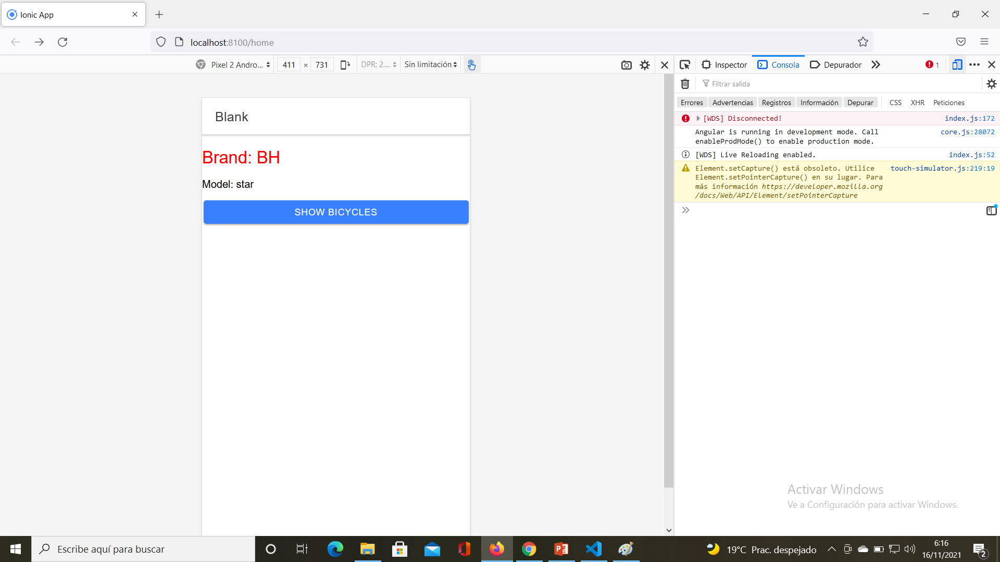 Ionic App
localhost:8100/home
Pixel 2 Andro...
411 × 731
DPR: 2....
Sin limitación
Inspector
Consola
Depurador
1
Filtrar salida
Errores
Advertencias
Registros
Información
Depurar
CSS
XHR
Peticiones
[WDS] Disconnected! index.js:172
Angular is running in development mode. Call core.js:28072
enableProdMode() to enable production mode.
[WDS] Live Reloading enabled. index.js:52
Element.setCapture() está obsoleto. Utilice touch-simulator.js:219:19
Element.setPointerCapture() en su lugar. Para
más información https://developer.mozilla.org
/docs/Web/API/Element/setPointerCapture
Blank
Brand: BH
Model: star
SHOW BICYCLES
Activar Windows
Ve a Configuración para activar Windows.
Escribe aquí para buscar
19°C Prac. despejado
6:16
16/11/2021
2